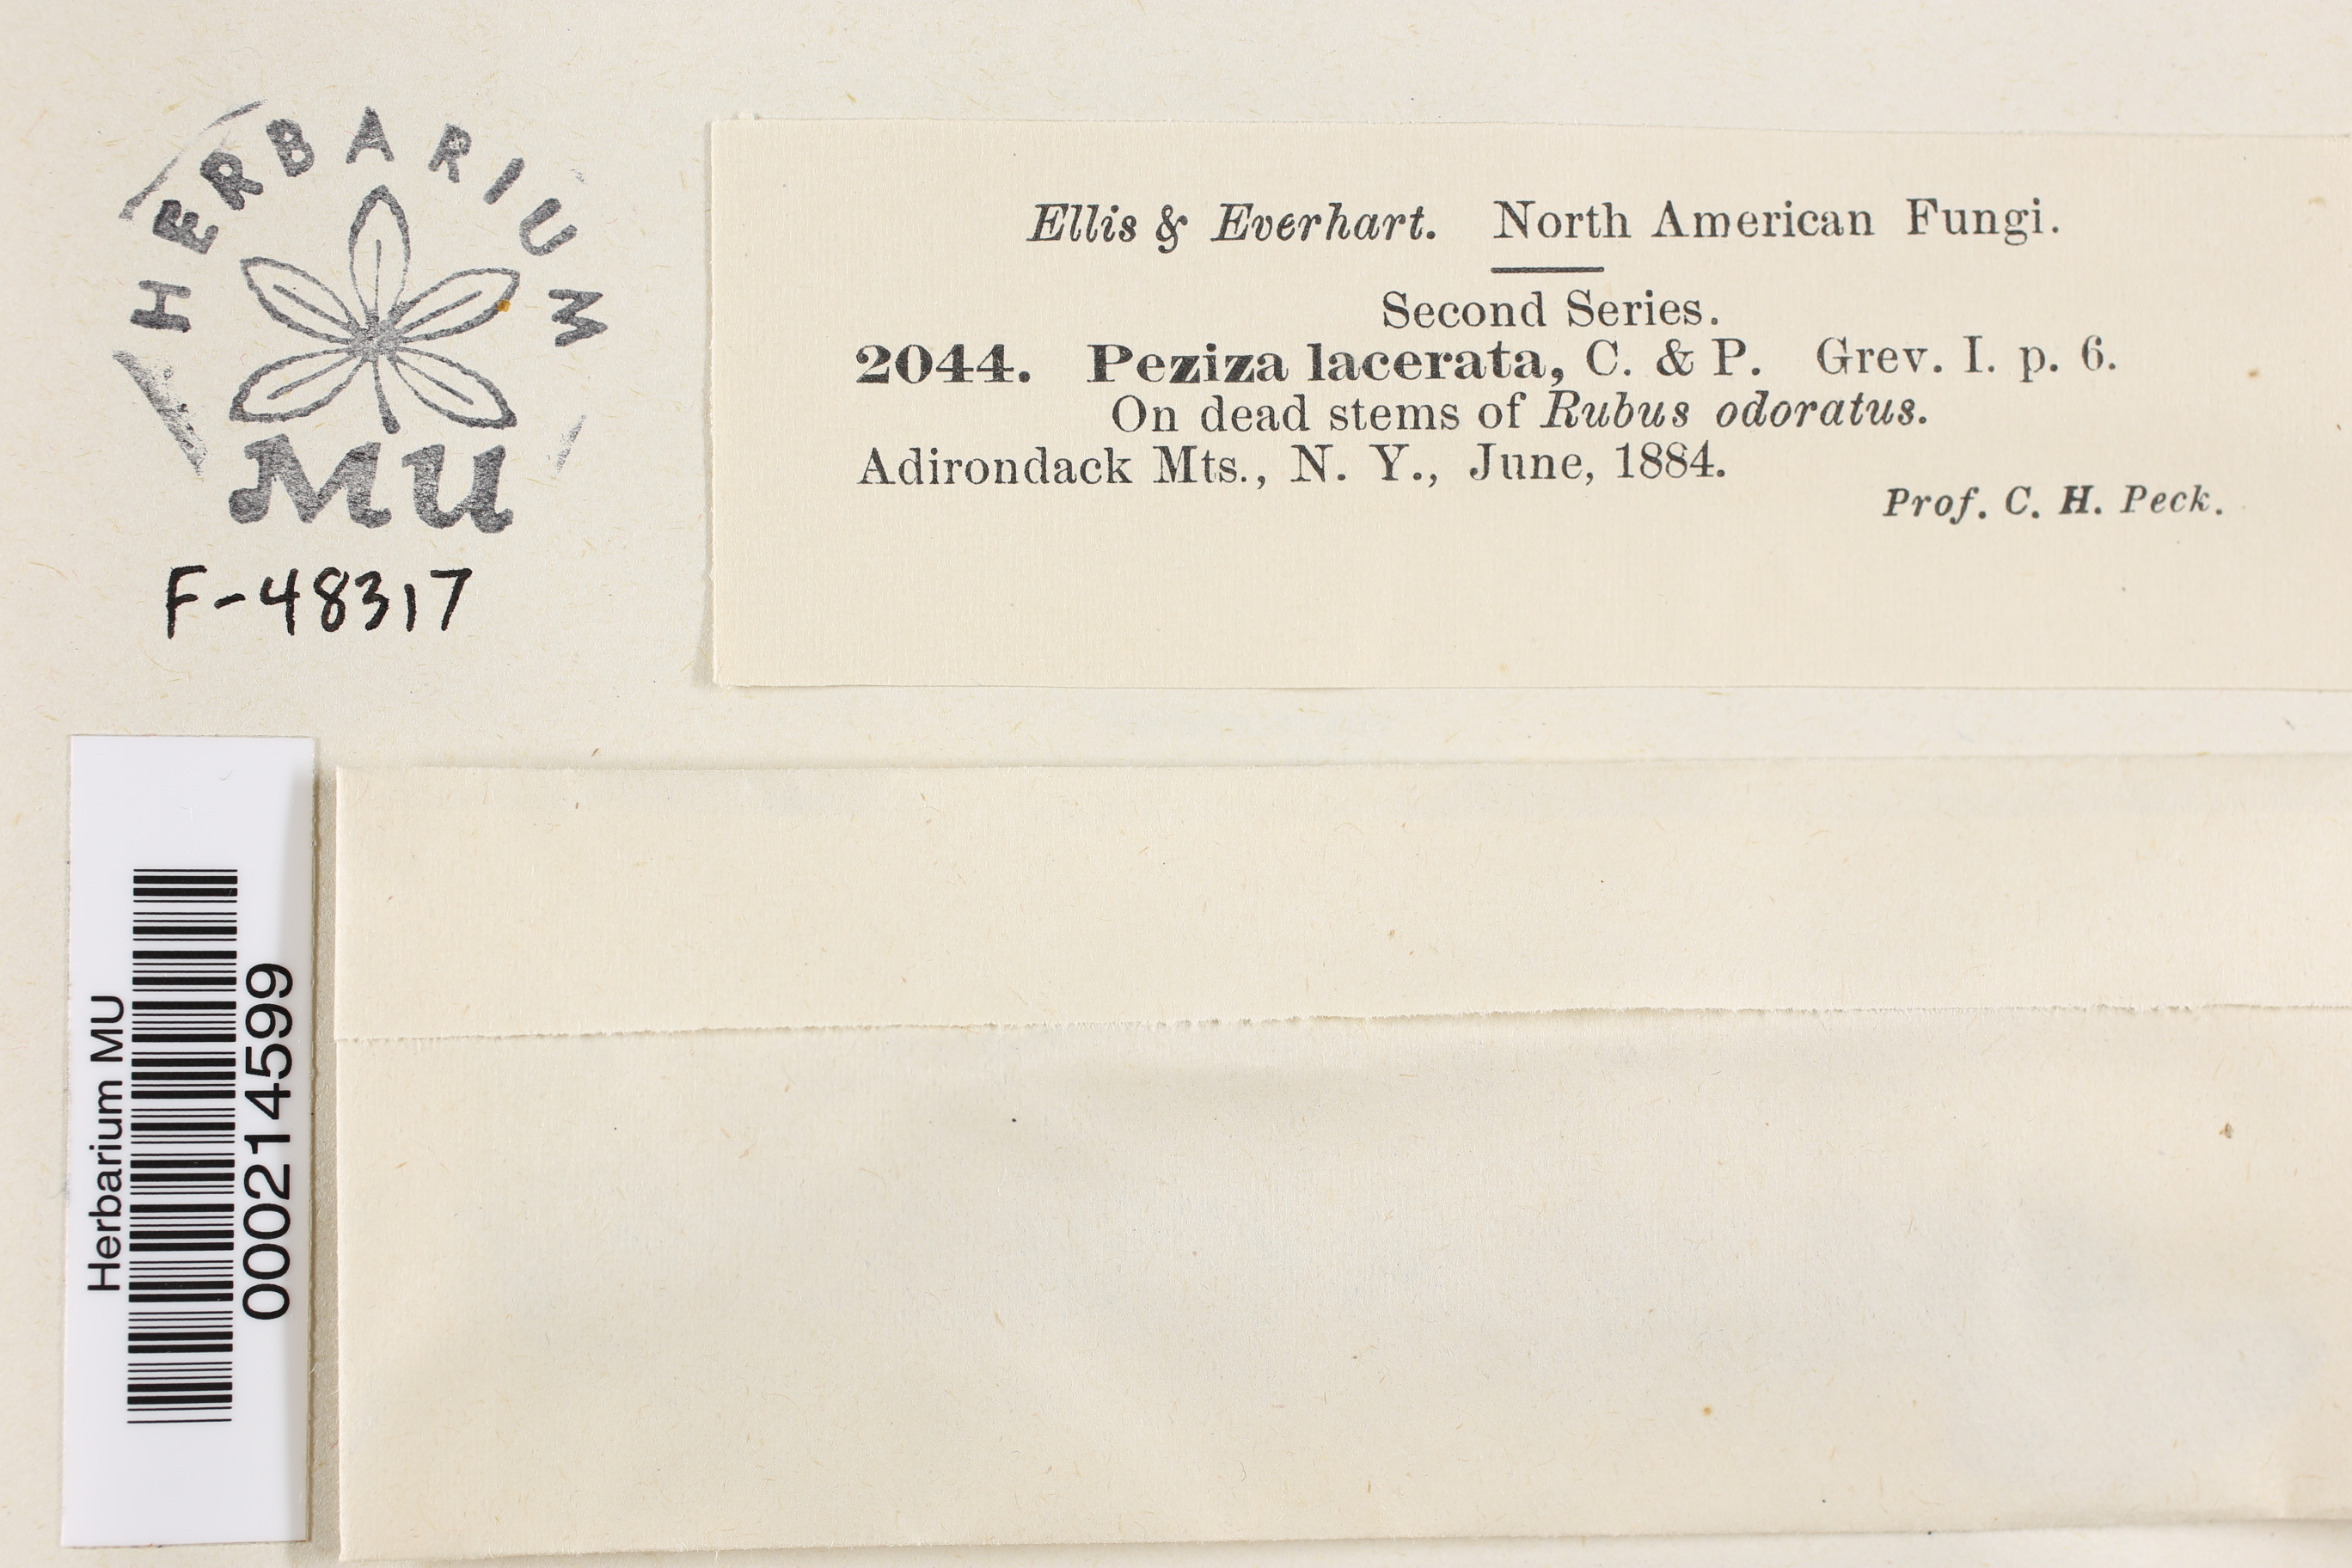 HERBARIUM
MU
F-48317
Ellis & Everhart. North American Fungi.
Second Series.
2044. Peziza lacerata, C. & P. Grev. I. p. 6.
On dead stems of Rubus odoratus.
Adirondack Mts., N. Y., June, 1884.
Prof. C. H. Peck.
Herbarium MU
000214599